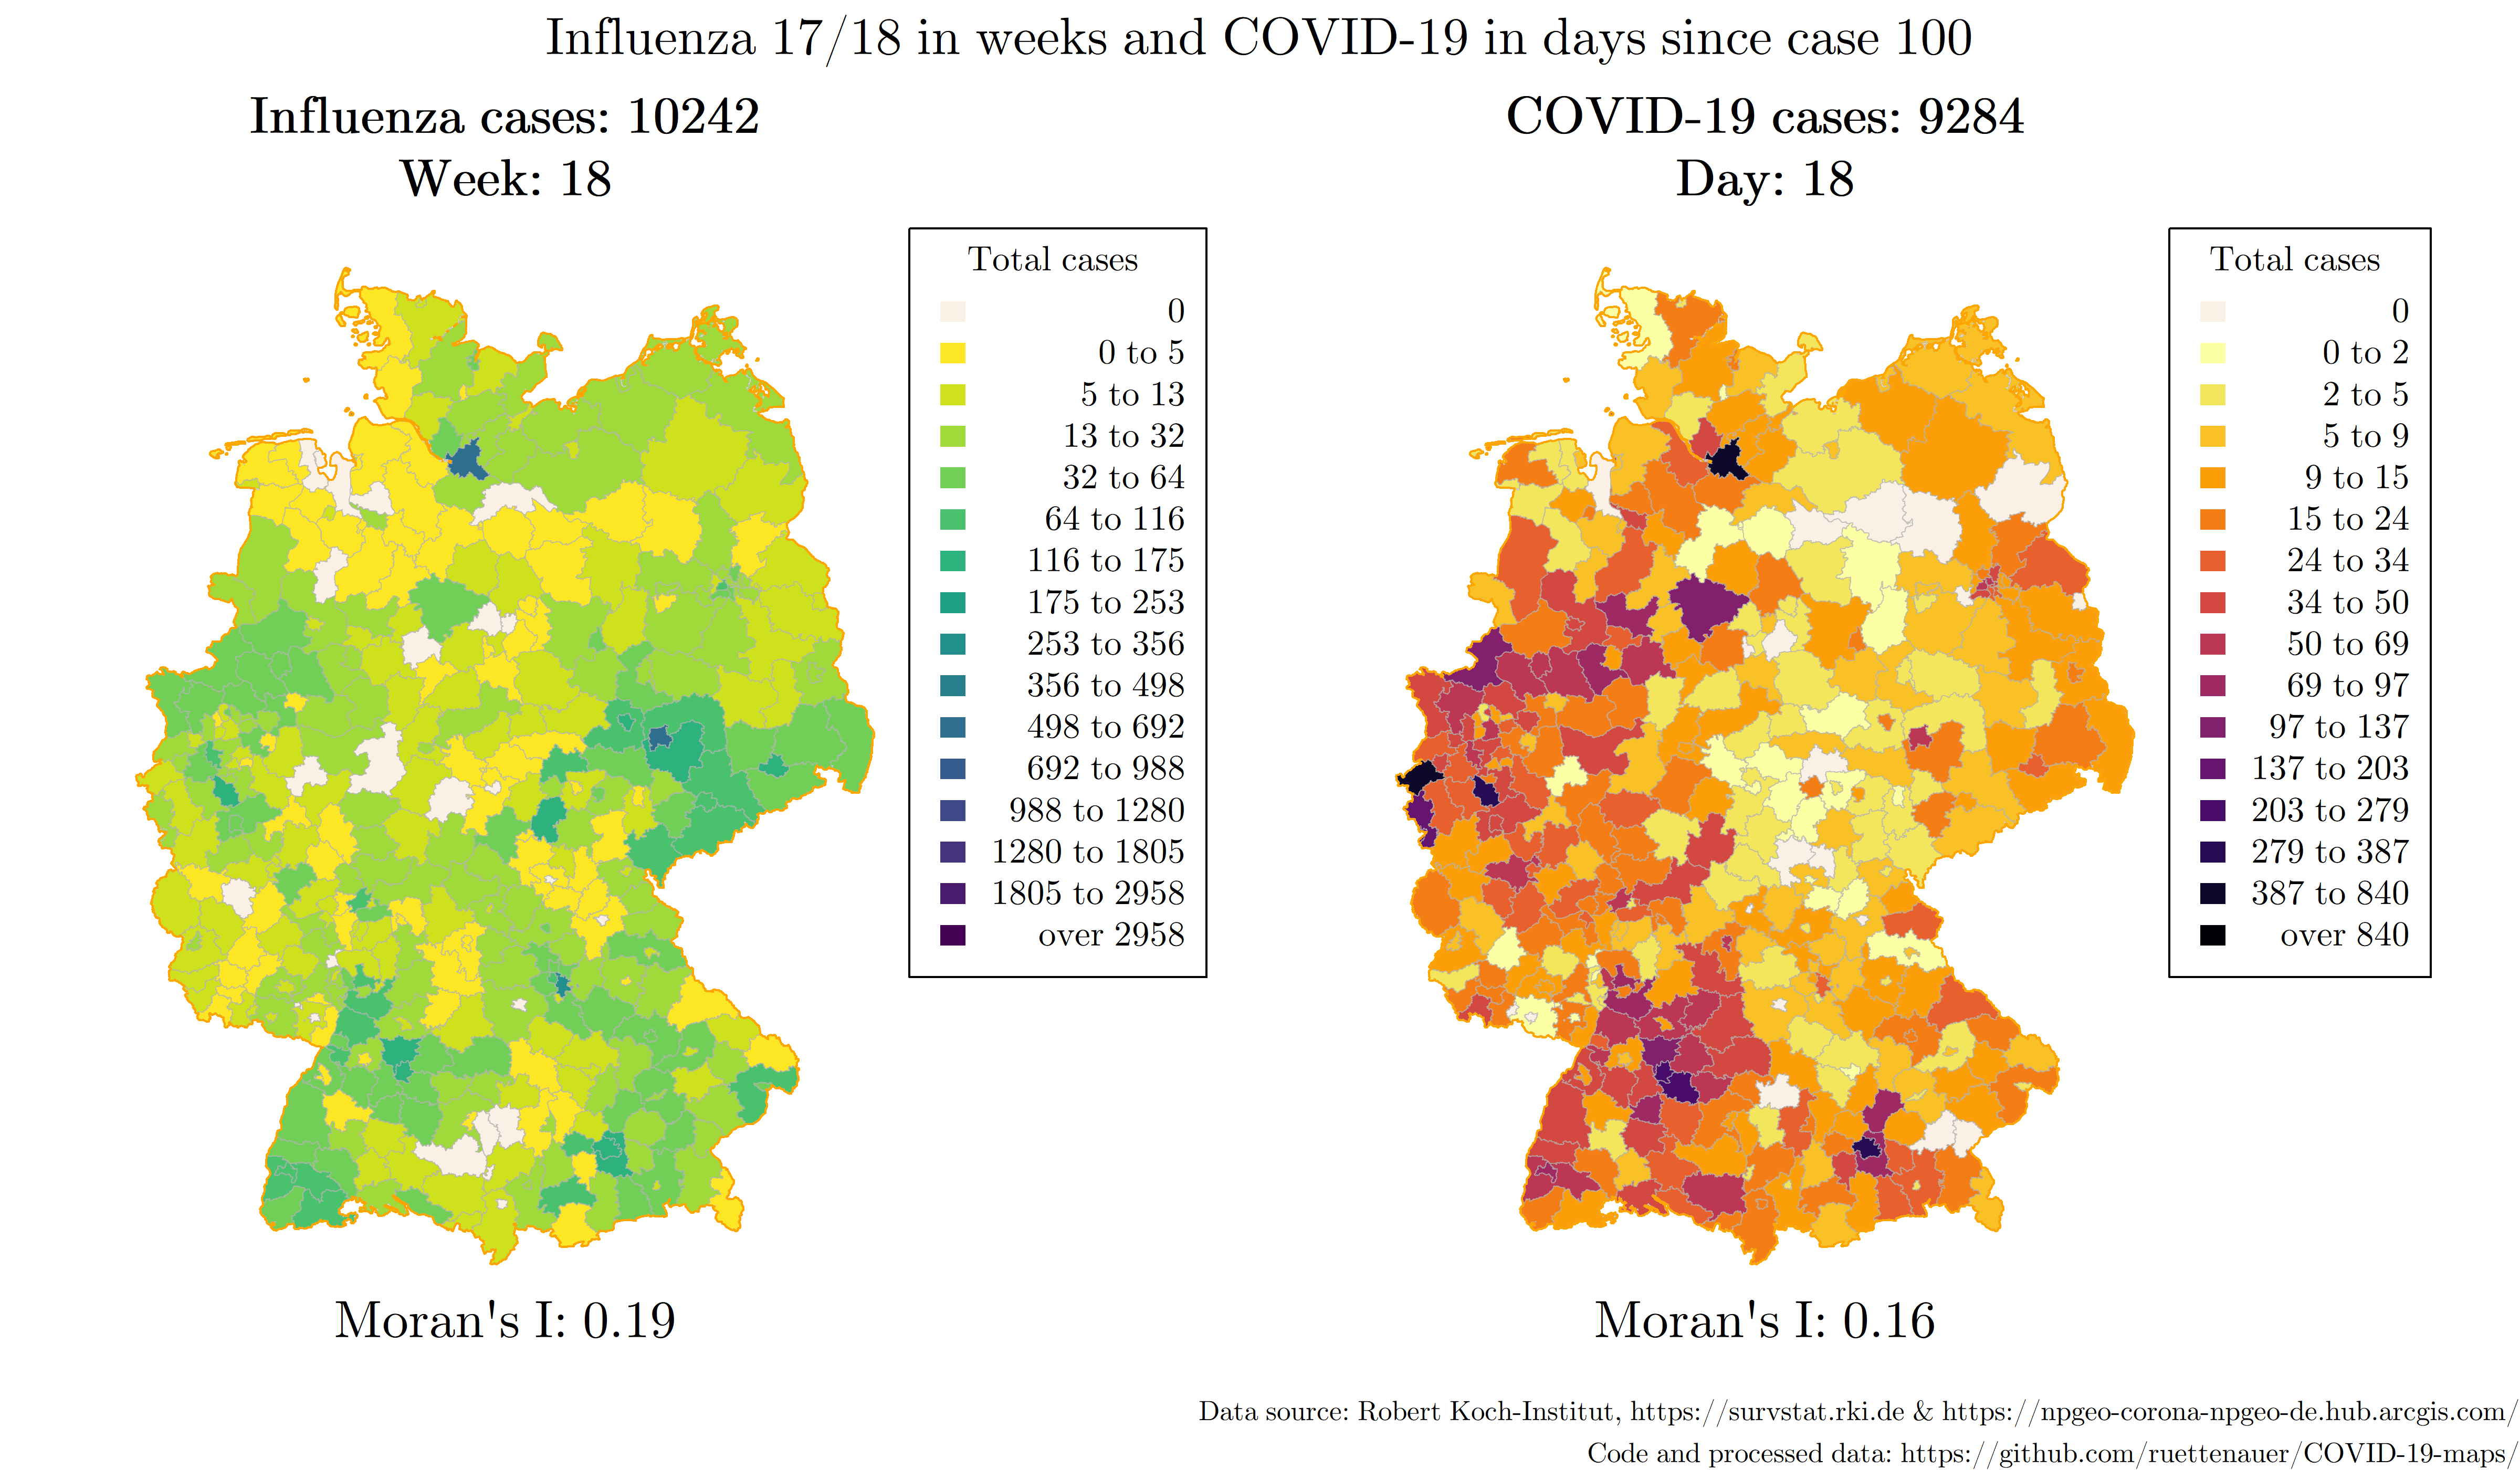 Influenza 17/18 in weeks and COVID-19 in days since case 100
Influenza cases: 10242
Week: 18
Total cases
0
0 to 5
5 to 13
13 to 32
32 to 64
64 to 116
116 to 175
175 to 253
253 to 356
356 to 498
498 to 692
692 to 988
988 to 1280
1280 to 1805
1805 to 2958
over 2958
Moran's I: 0.19
COVID-19 cases: 9284
Day: 18
Total cases
0
0 to 2
2 to 5
5 to 9
9 to 15
15 to 24
24 to 34
34 to 50
50 to 69
69 to 97
97 to 137
137 to 203
203 to 279
279 to 387
387 to 840
over 840
Moran's I: 0.16
Data source: Robert Koch-Institut, https://survstat.rki.de & https://npgeo-corona-npgeo-de.hub.arcgis.com/
Code and processed data: https://github.com/ruettenauer/COVID-19-maps/